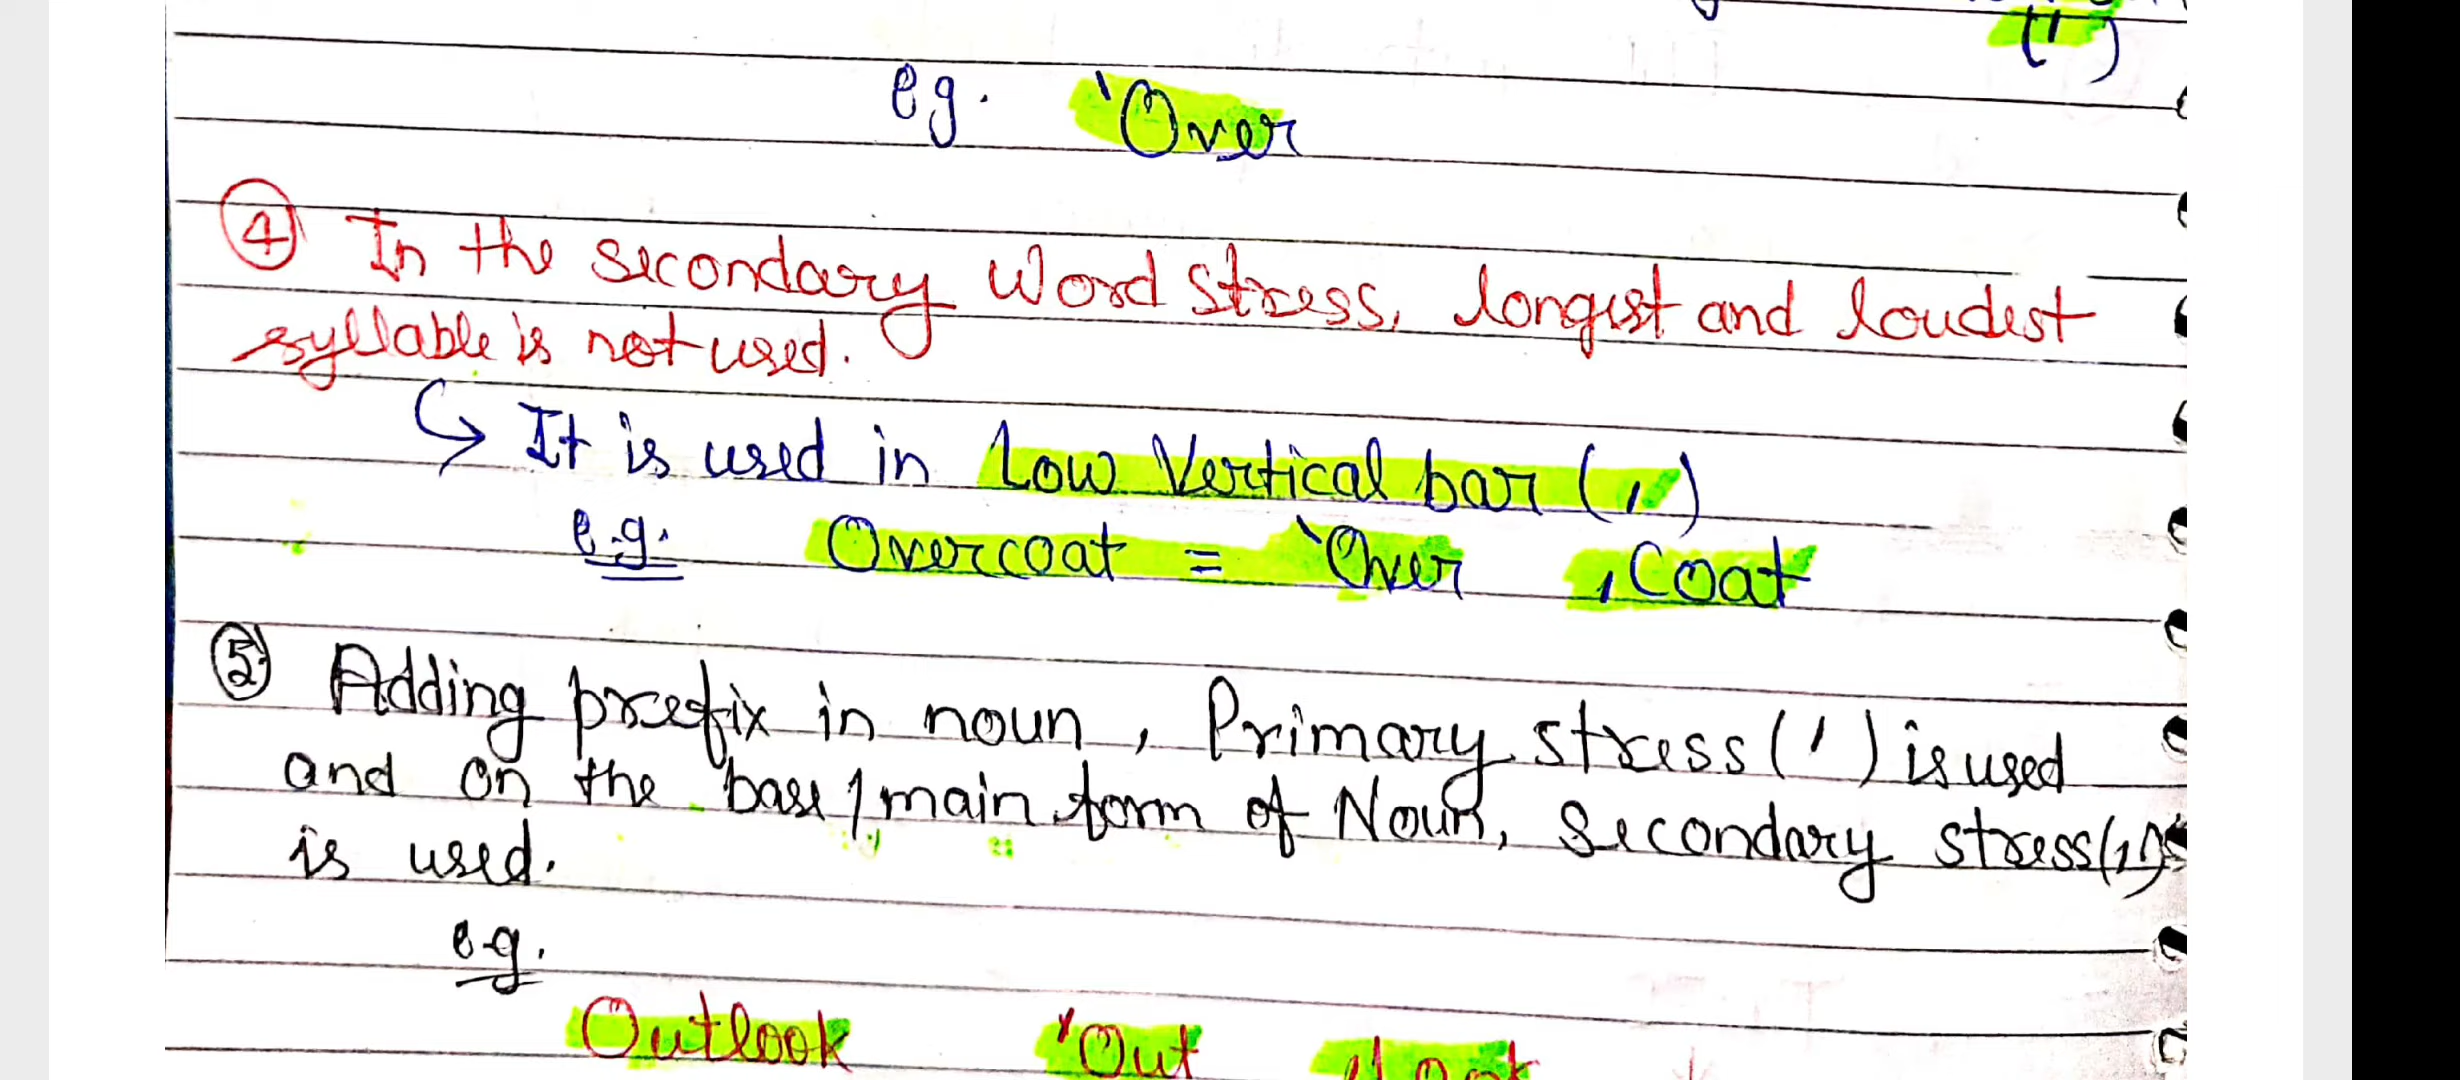 (')
eg. 'Over
④ In the secondary word stress, longest and loudest
syllable is not used.
↳ It is used in Low Vertical bar (ˌ)
e.g. Overcoat = 'Over ˌCoat
⑤ Adding prefix in noun, Primary stress (') is used
and on the base/main form of Noun, Secondary stress(ˌ)
is used.
e.g.
Outlook 'Out ˌlook